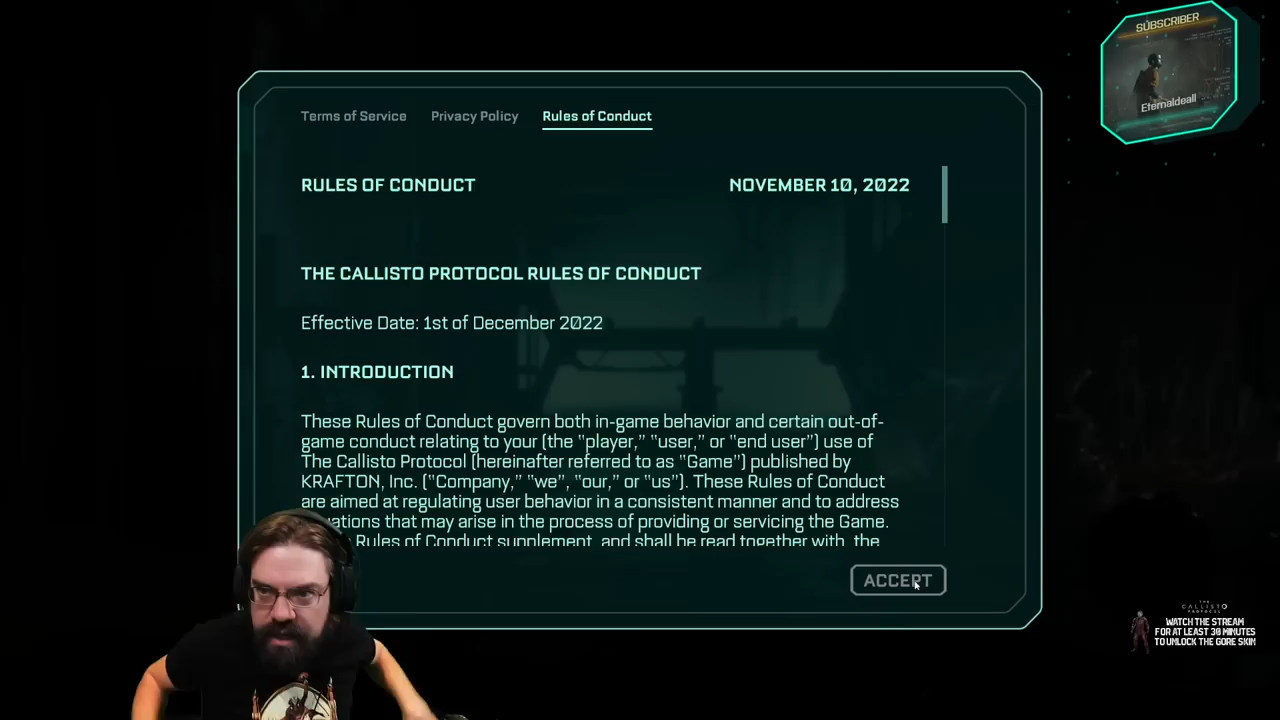 SUBSCRIBER
Eternaldeall
Terms of Service Privacy Policy Rules of Conduct
RULES OF CONDUCT NOVEMBER 10, 2022
THE CALLISTO PROTOCOL RULES OF CONDUCT
Effective Date: 1st of December 2022
1. INTRODUCTION
These Rules of Conduct govern both in-game behavior and certain out-of-
game conduct relating to your (the "player," "user," or "end user") use of
The Callisto Protocol (hereinafter referred to as "Game") published by
KRAFTON, Inc. ("Company," "we", "our," or "us"). These Rules of Conduct
are aimed at regulating user behavior in a consistent manner and to address
that may arise in the process of providing or servicing the Game.
Rules of Conduct supplement, and shall be read together with, the
ACCEPT
THE
CALLISTO
PROTOCOL
WATCH THE STREAM
FOR AT LEAST 30 MINUTES
TO UNLOCK THE GORE SKIN